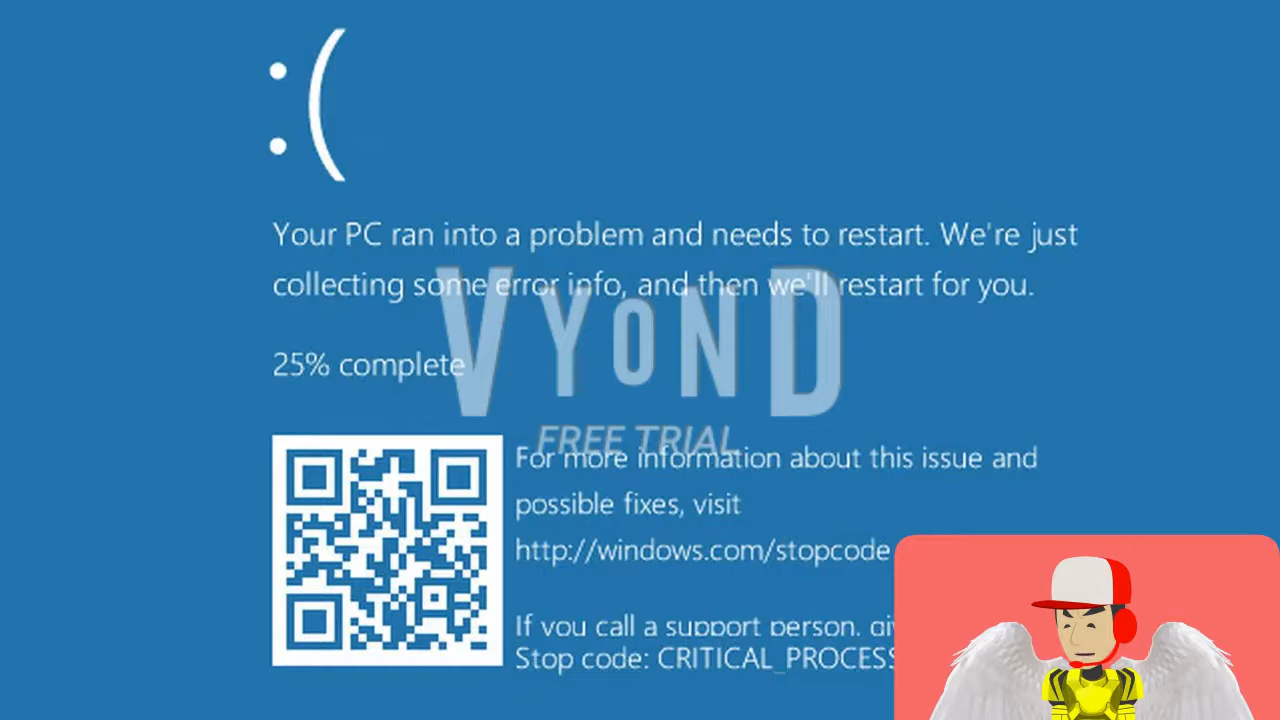 :(
Your PC ran into a problem and needs to restart. We're just
collecting some error info, and then we'll restart for you.
25% complete
VYOND
FREE TRIAL
For more information about this issue and
possible fixes, visit
http://windows.com/stopcode
If you call a support person,
Stop code: CRITICAL_PROCESS